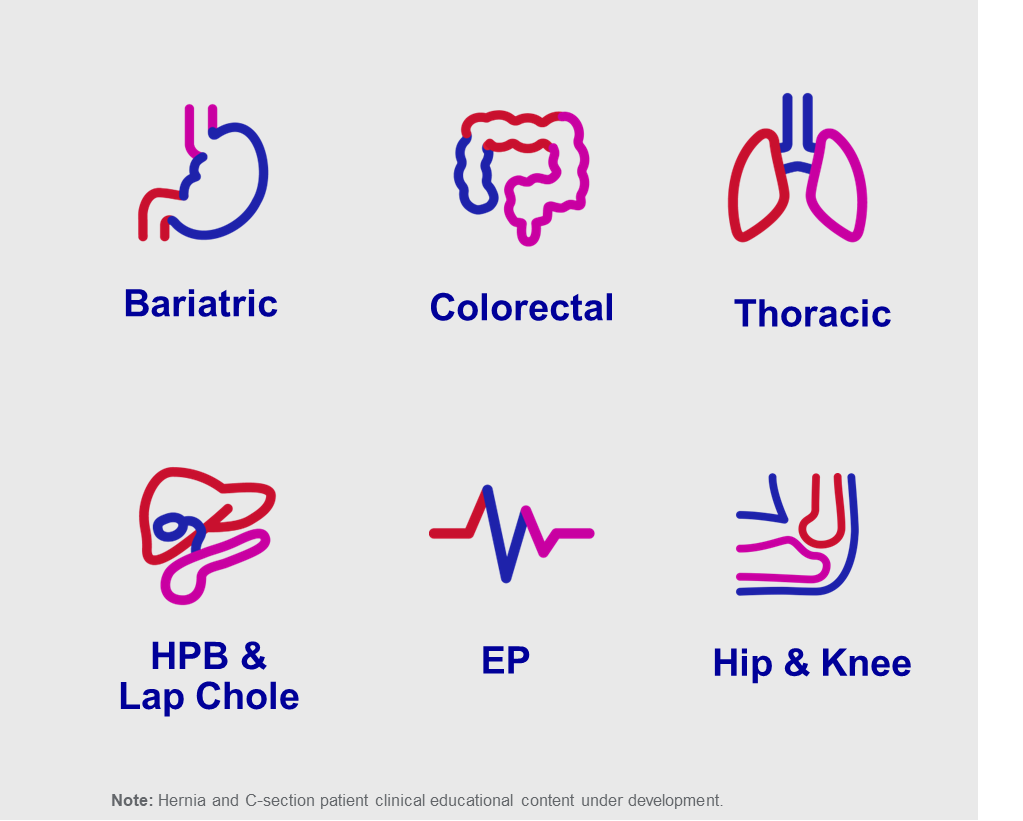 Bariatric
Colorectal
Thoracic
HPB &
Lap Chole
EP
Hip & Knee
Note: Hernia and C-section patient clinical educational content under development.